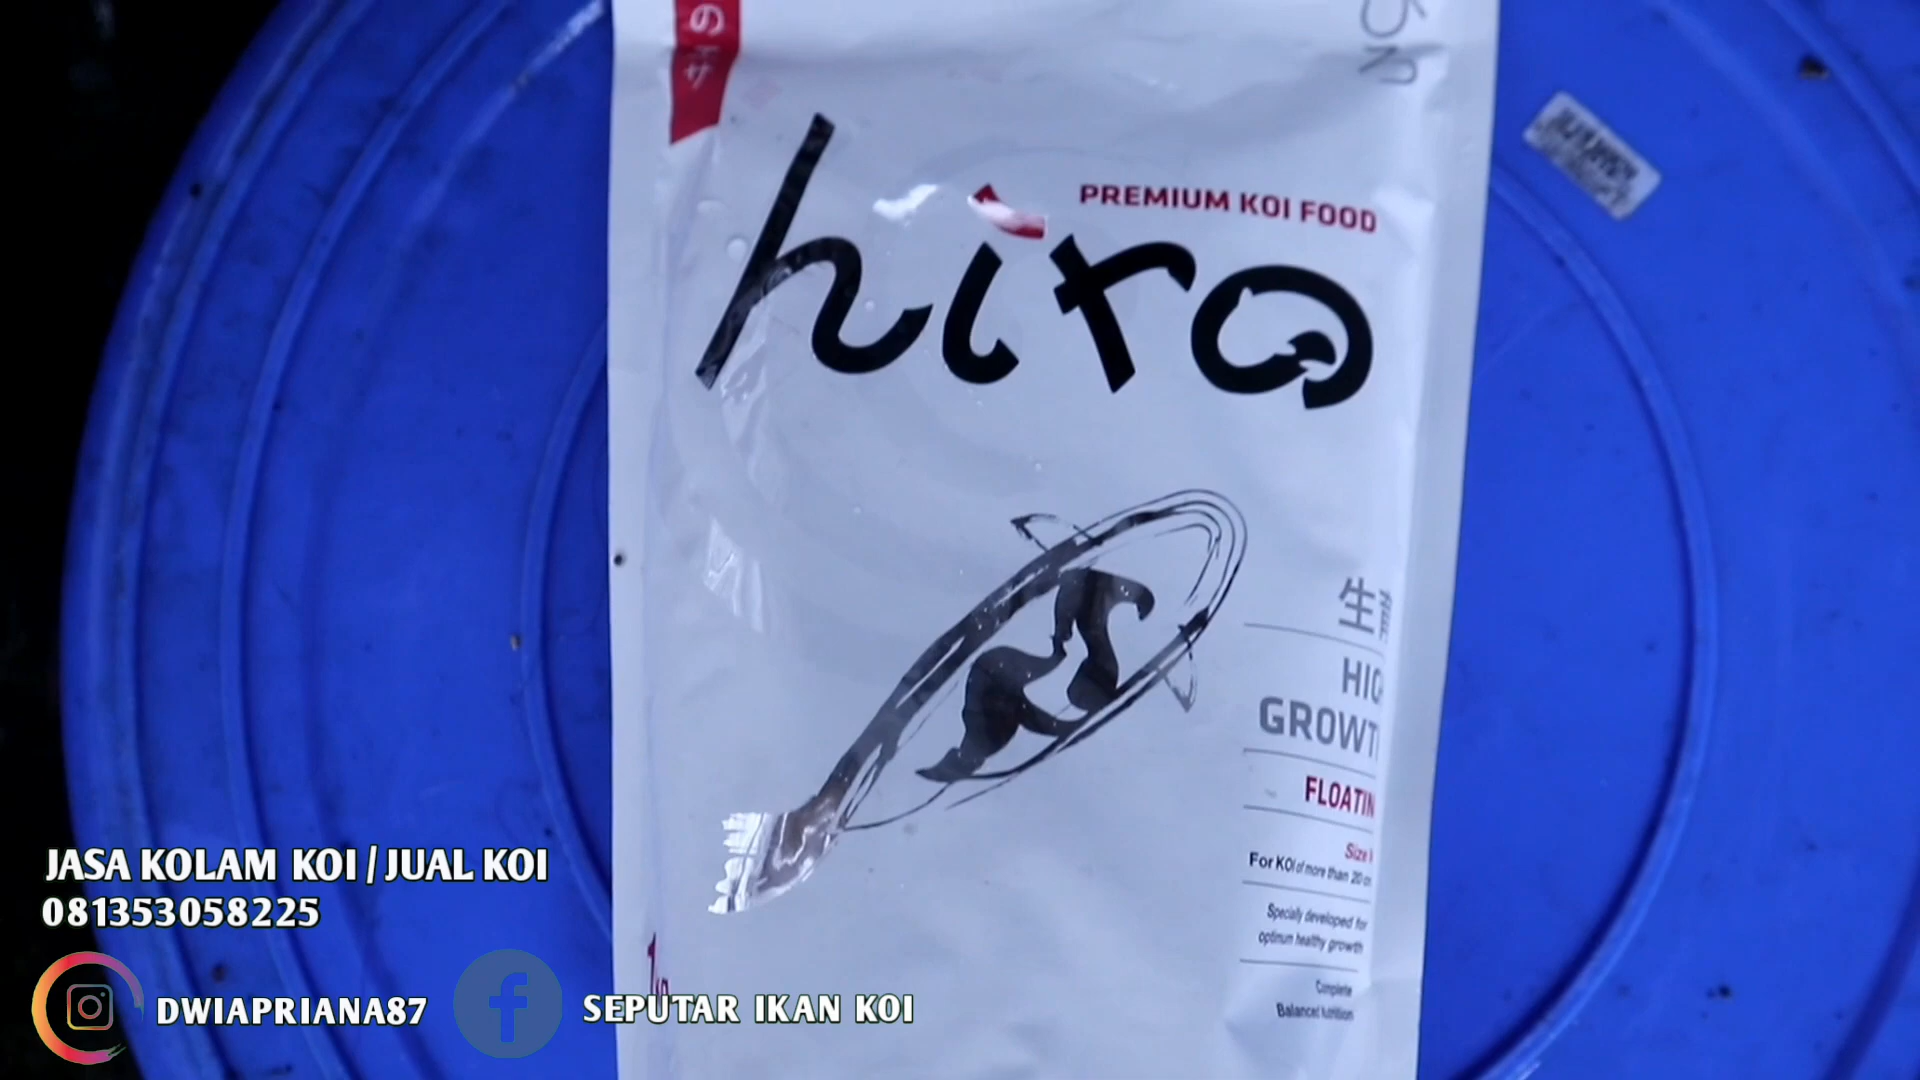 PREMIUM KOI FOOD
hiro
生
HIG
GROWT
FLOATIN
Size
For KOI of more than 20 c
Specially developed for
optimum healthy growth
Complete
Balanced Nutrition
1kg
JASA KOLAM KOI / JUAL KOI
081353058225
DWIAPRIANA87
SEPUTAR IKAN KOI